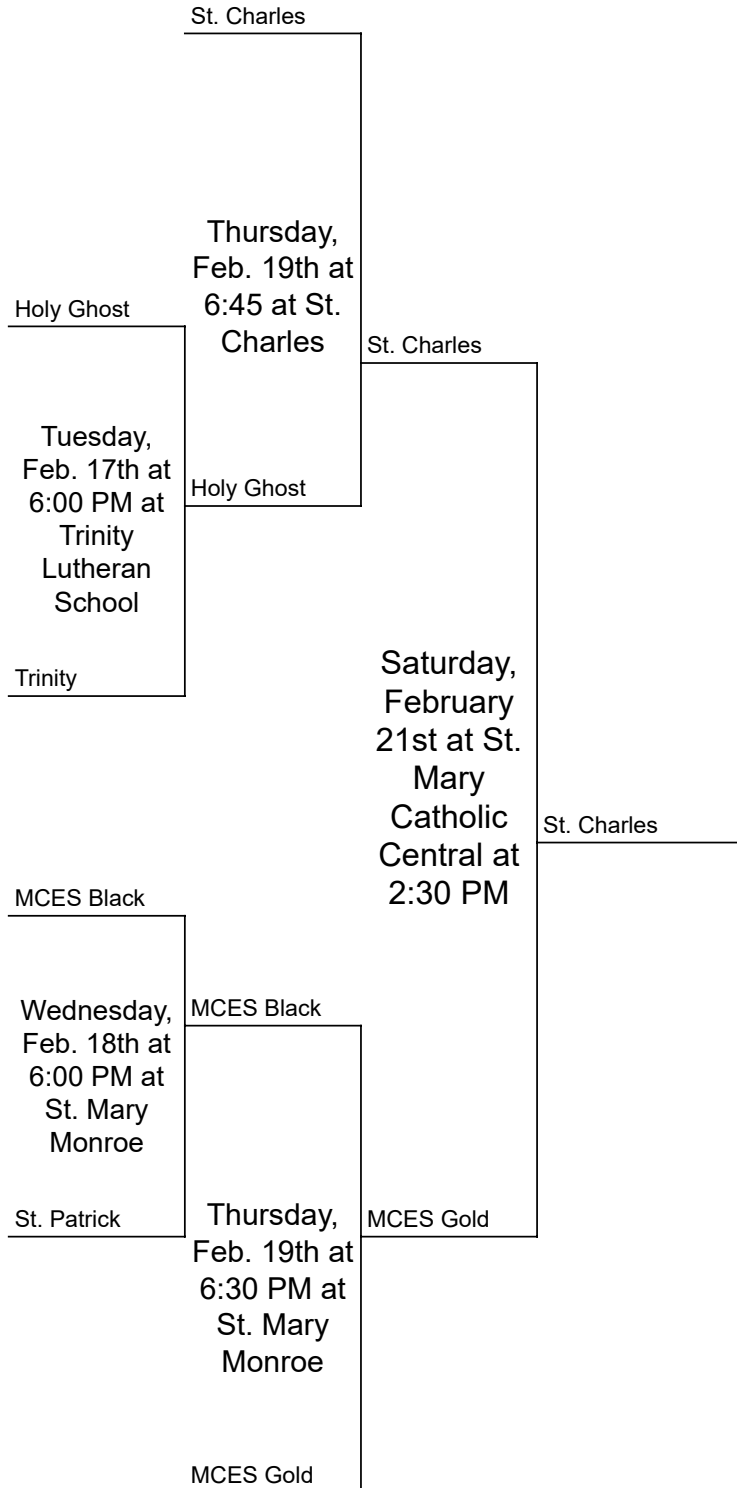 St. Charles
Thursday,
Feb. 19th at
6:45 at St.
Charles
Holy Ghost
St. Charles
Tuesday,
Feb. 17th at
6:00 PM at
Trinity
Lutheran
School
Holy Ghost
Trinity
Saturday,
February
21st at St.
Mary
Catholic
Central at
2:30 PM
St. Charles
MCES Black
Wednesday,
Feb. 18th at
6:00 PM at
St. Mary
Monroe
MCES Black
St. Patrick
Thursday,
Feb. 19th at
6:30 PM at
St. Mary
Monroe
MCES Gold
MCES Gold